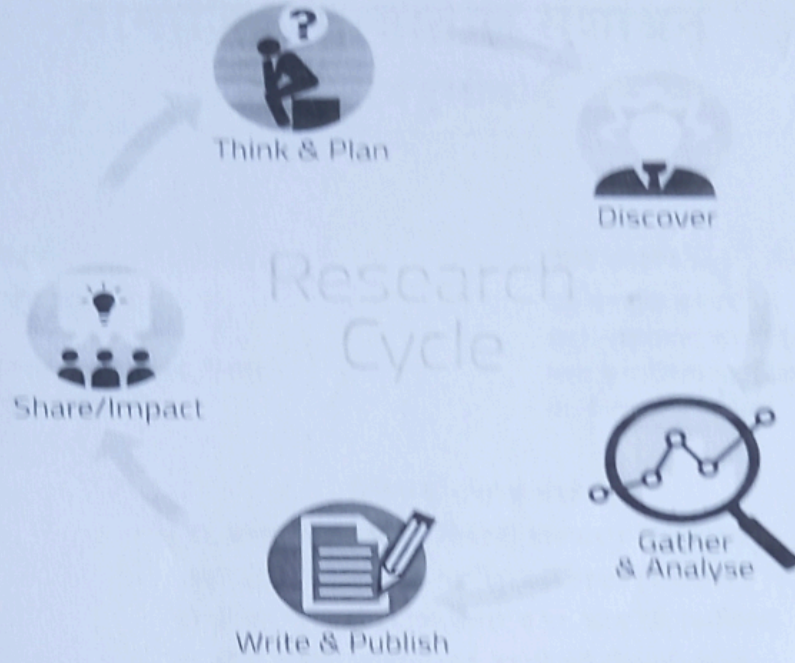 ?
Think & Plan
Discover
Research
Cycle
Share/Impact
Gather
& Analyse
Write & Publish